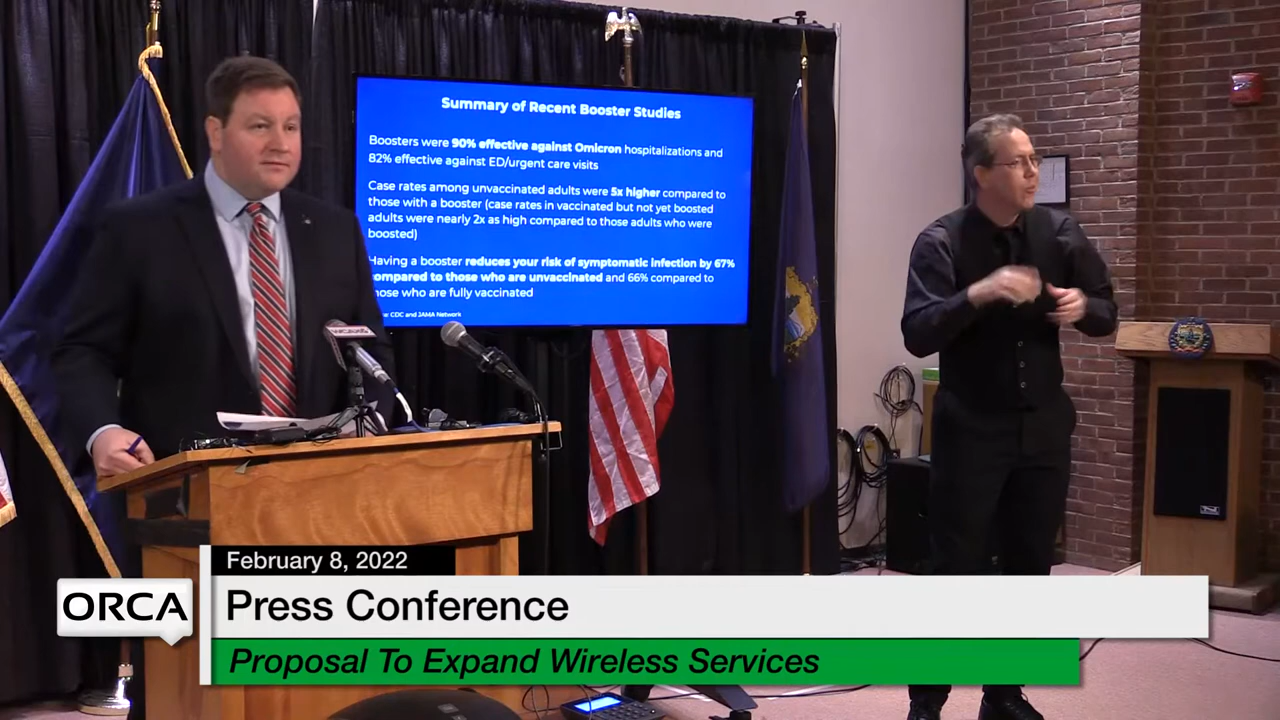 Summary of Recent Booster Studies
Boosters were 90% effective against Omicron hospitalizations and
82% effective against ED/urgent care visits
Case rates among unvaccinated adults were 5x higher compared to
those with a booster (case rates in vaccinated but not yet boosted
adults were nearly 2x as high compared to those adults who were
boosted)
Having a booster reduces your risk of symptomatic infection by 67%
compared to those who are unvaccinated and 66% compared to
those who are fully vaccinated
CDC and JAMA Network
WCAX
February 8, 2022
ORCA
Press Conference
Proposal To Expand Wireless Services